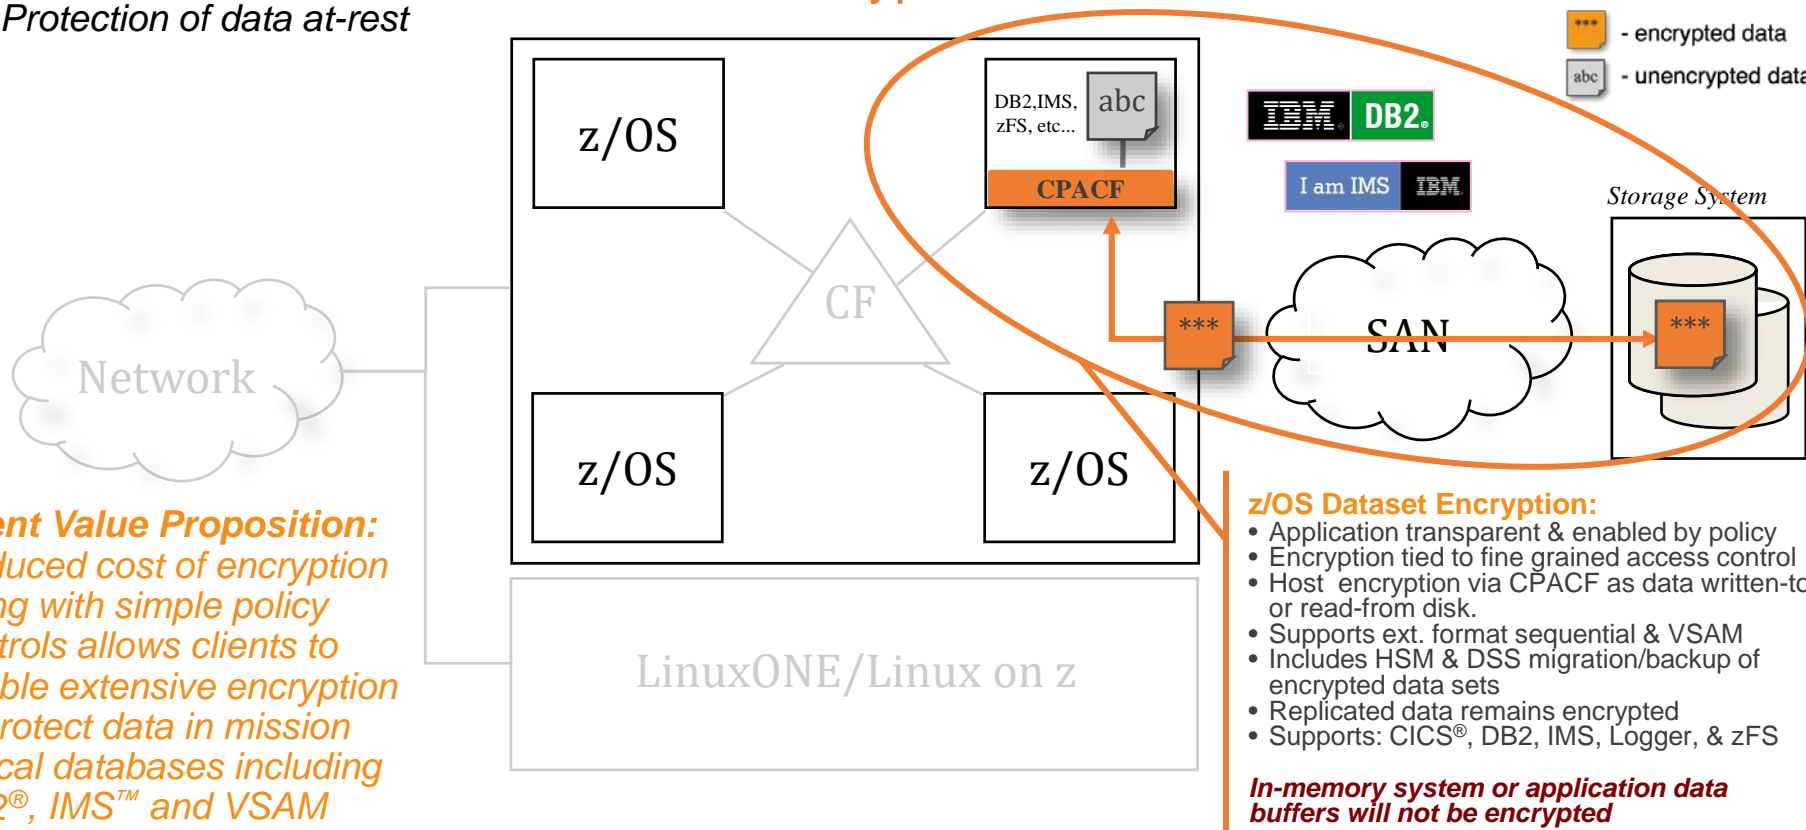 Protection of data at-rest
*** - encrypted data
abc - unencrypted data
z/OS
DB2,IMS,
zFS, etc...
abc
CPACF
IBM® DB2®
I am IMS IBM
Storage System
CF
Network
***
SAN
***
z/OS
z/OS
LinuxONE/Linux on z
ent Value Proposition:
duced cost of encryption
ng with simple policy
trols allows clients to
ble extensive encryption
rotect data in mission
cal databases including
2®, IMS™ and VSAM
z/OS Dataset Encryption:
• Application transparent & enabled by policy
• Encryption tied to fine grained access control
• Host encryption via CPACF as data written-to
or read-from disk.
• Supports ext. format sequential & VSAM
• Includes HSM & DSS migration/backup of
encrypted data sets
• Replicated data remains encrypted
• Supports: CICS®, DB2, IMS, Logger, & zFS
In-memory system or application data
buffers will not be encrypted